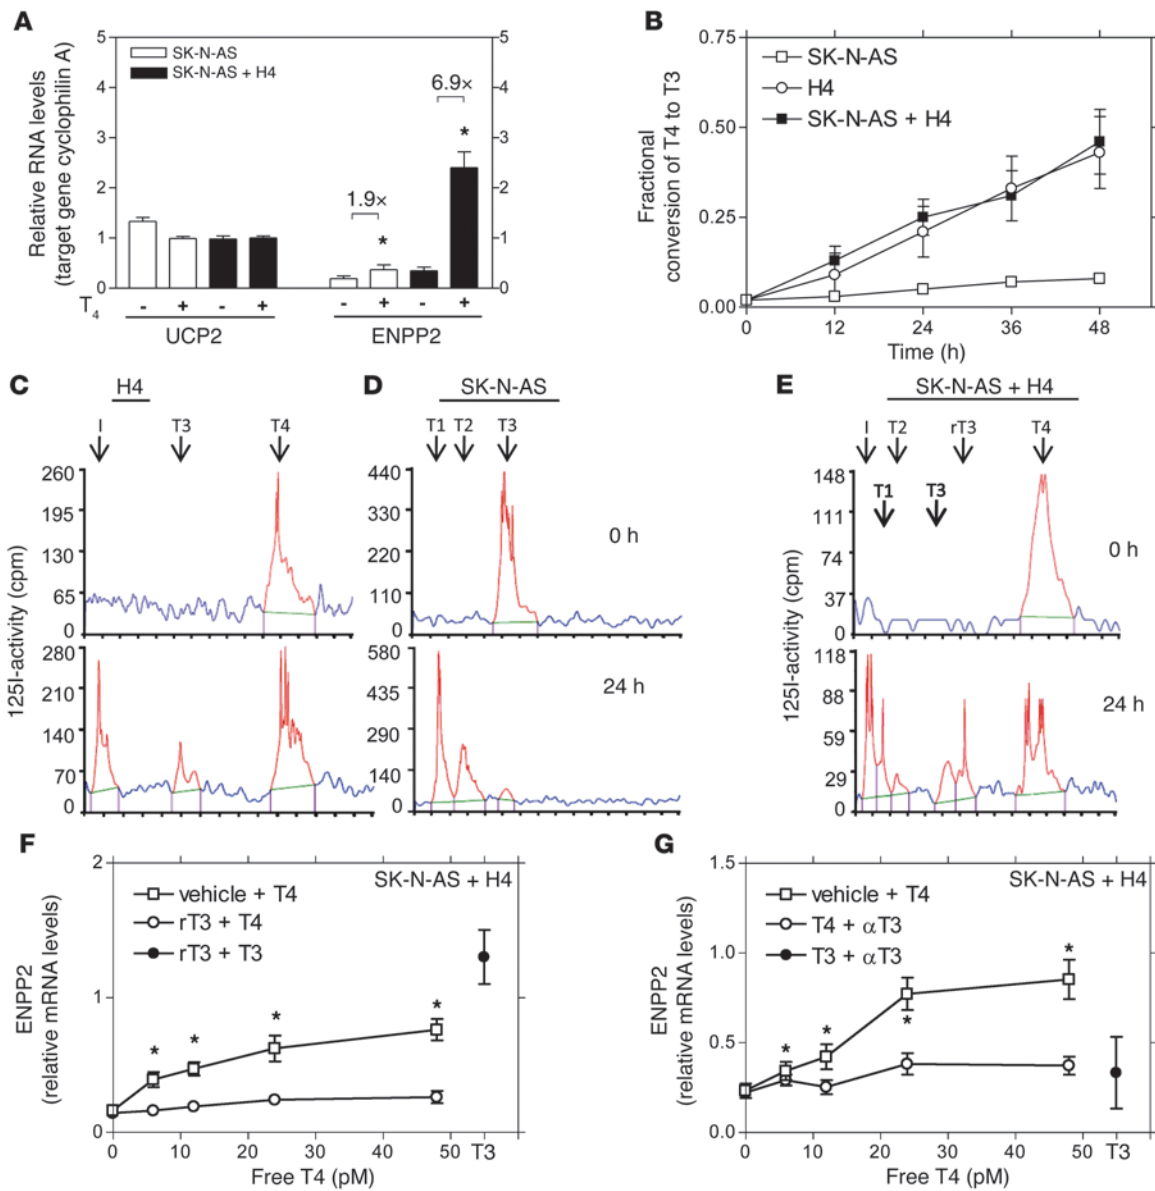 A
Relative RNA levels
(target gene cyclophilin A)
5
4
3
2
1
0
SK-N-AS
SK-N-AS + H4
1.9×
*
6.9×
*
5
4
3
2
1
0
T4 - + - + - + - +
UCP2 ENPP2
B
Fractional
conversion of T4 to T3
0.75
0.50
0.25
0.00
SK-N-AS
H4
SK-N-AS + H4
0 12 24 36 48
Time (h)
C
H4
I T3 T4
125I-activity (cpm)
260
195
130
65
0
280
210
140
70
0
D
SK-N-AS
T1 T2 T3
440
330
220
110
0
0 h
580
435
290
140
0
24 h
E
SK-N-AS + H4
I T2 rT3 T4
T1 T3
125I-activity (cpm)
148
111
74
37
0
0 h
118
88
59
29
0
24 h
F
ENPP2
(relative mRNA levels)
2
1
0
SK-N-AS + H4
vehicle + T4
rT3 + T4
rT3 + T3
* * * *
0 10 20 30 40 50 T3
Free T4 (pM)
G
ENPP2
(relative mRNA levels)
1.5
1.0
0.5
0.0
SK-N-AS + H4
vehicle + T4
T4 + αT3
T3 + αT3
* * * *
0 10 20 30 40 50 T3
Free T4 (pM)